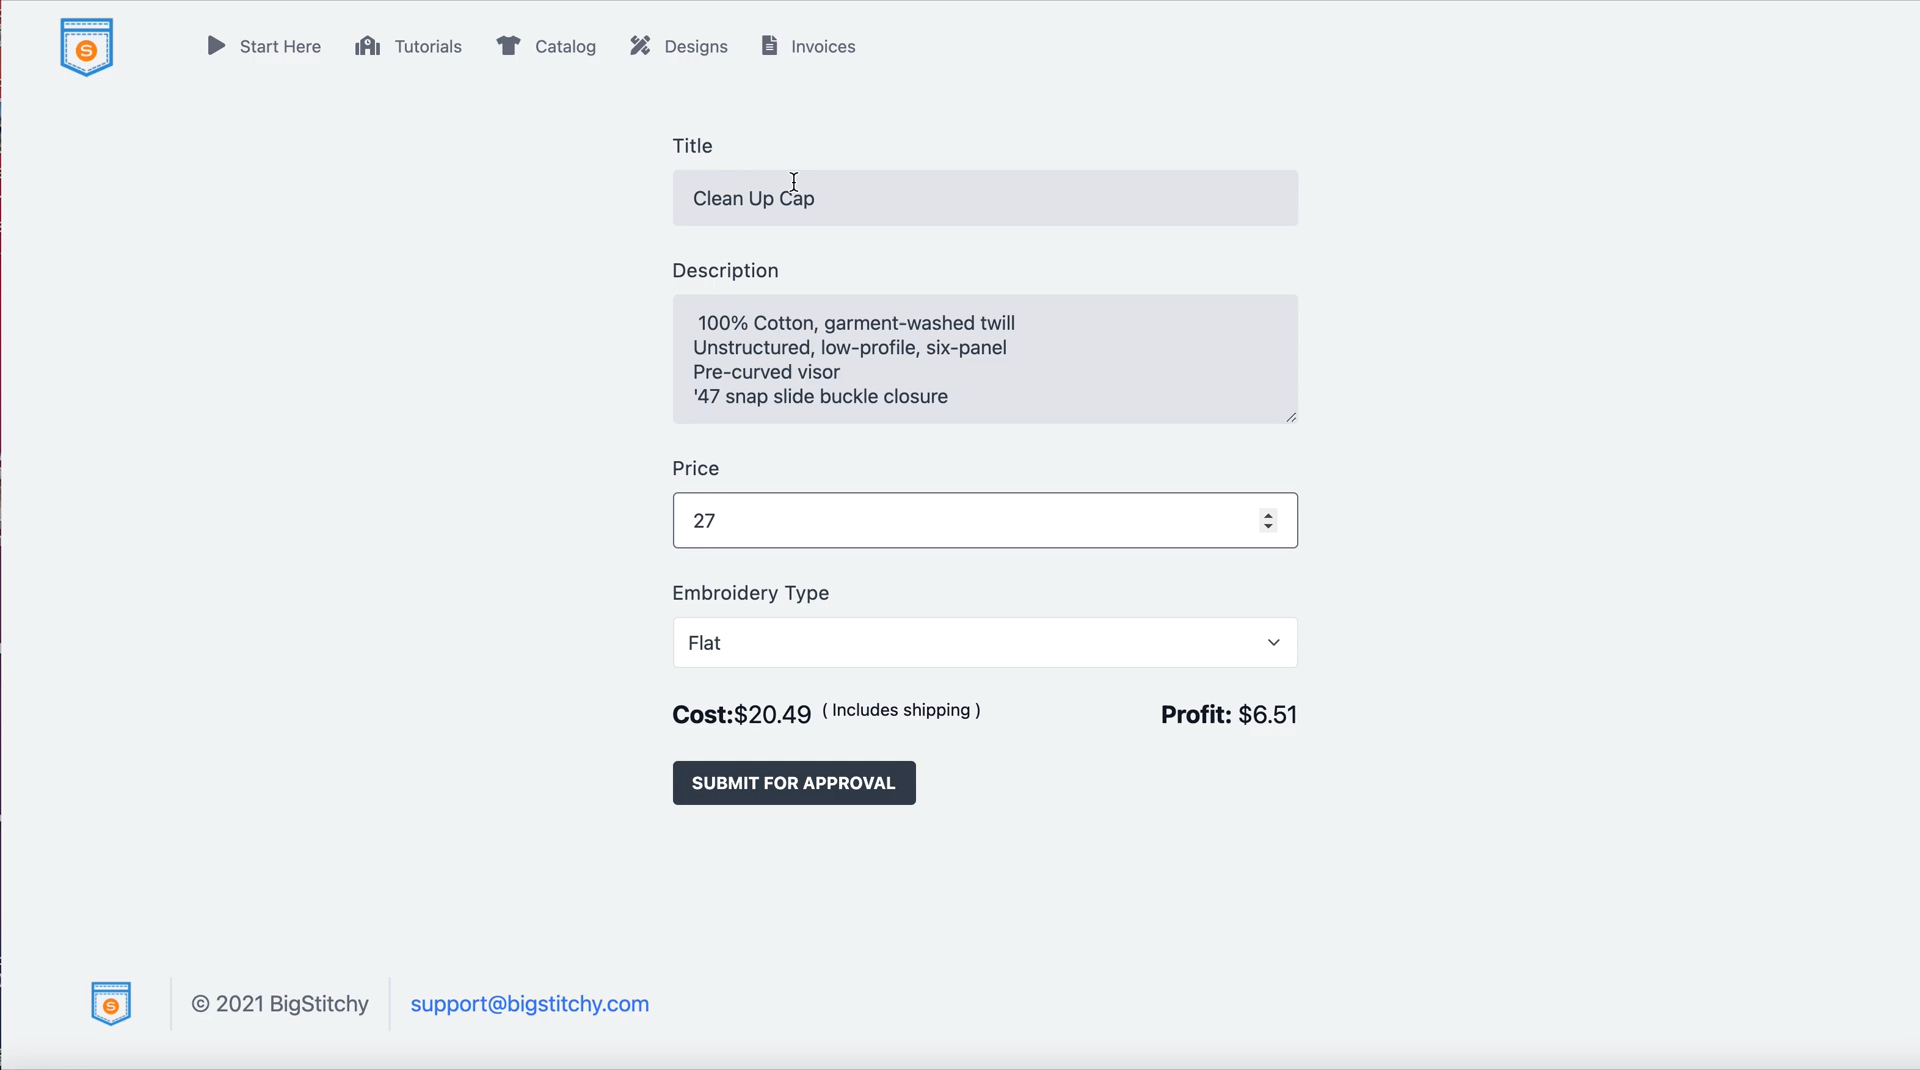 S
Start Here
Tutorials
Catalog
Designs
Invoices
Title
Clean Up Cap
Description
100% Cotton, garment-washed twill
Unstructured, low-profile, six-panel
Pre-curved visor
'47 snap slide buckle closure
Price
27
Embroidery Type
Flat
Cost:$20.49 ( Includes shipping )
Profit: $6.51
SUBMIT FOR APPROVAL
S
© 2021 BigStitchy
support@bigstitchy.com